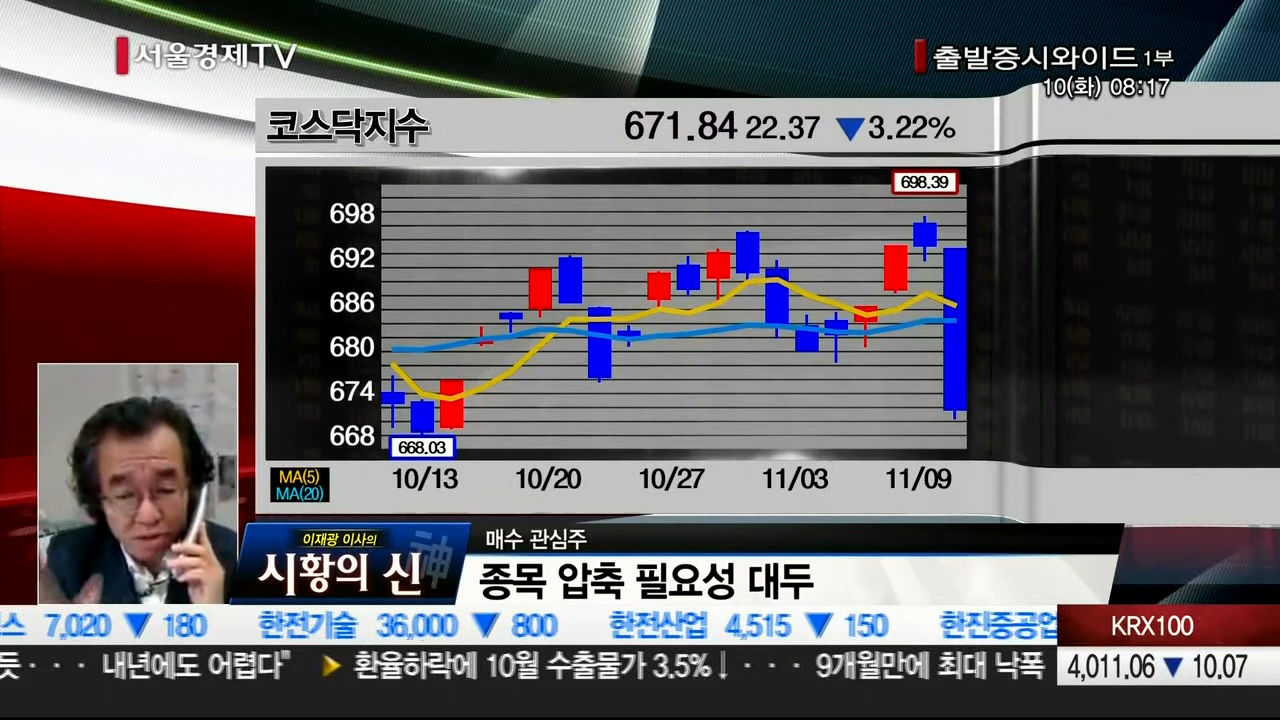 서울경제TV
출발증시와이드 1부
10(화) 08:17
코스닥지수 671.84 22.37 ▼3.22%
698.39
698
692
686
680
674
668
668.03
MA(5)
MA(20)
10/13 10/20 10/27 11/03 11/09
이재광 이사의
시황의 신
神
매수 관심주
종목 압축 필요성 대두
스 7,020 ▼ 180 한전기술 36,000 ▼ 800 한전산업 4,515 ▼ 150 한진중공업
KRX100
듯··· 내년에도 어렵다" ▶ 환율하락에 10월 수출물가 3.5%↓··· 9개월만에 최대 낙폭
4,011.06 ▼ 10.07